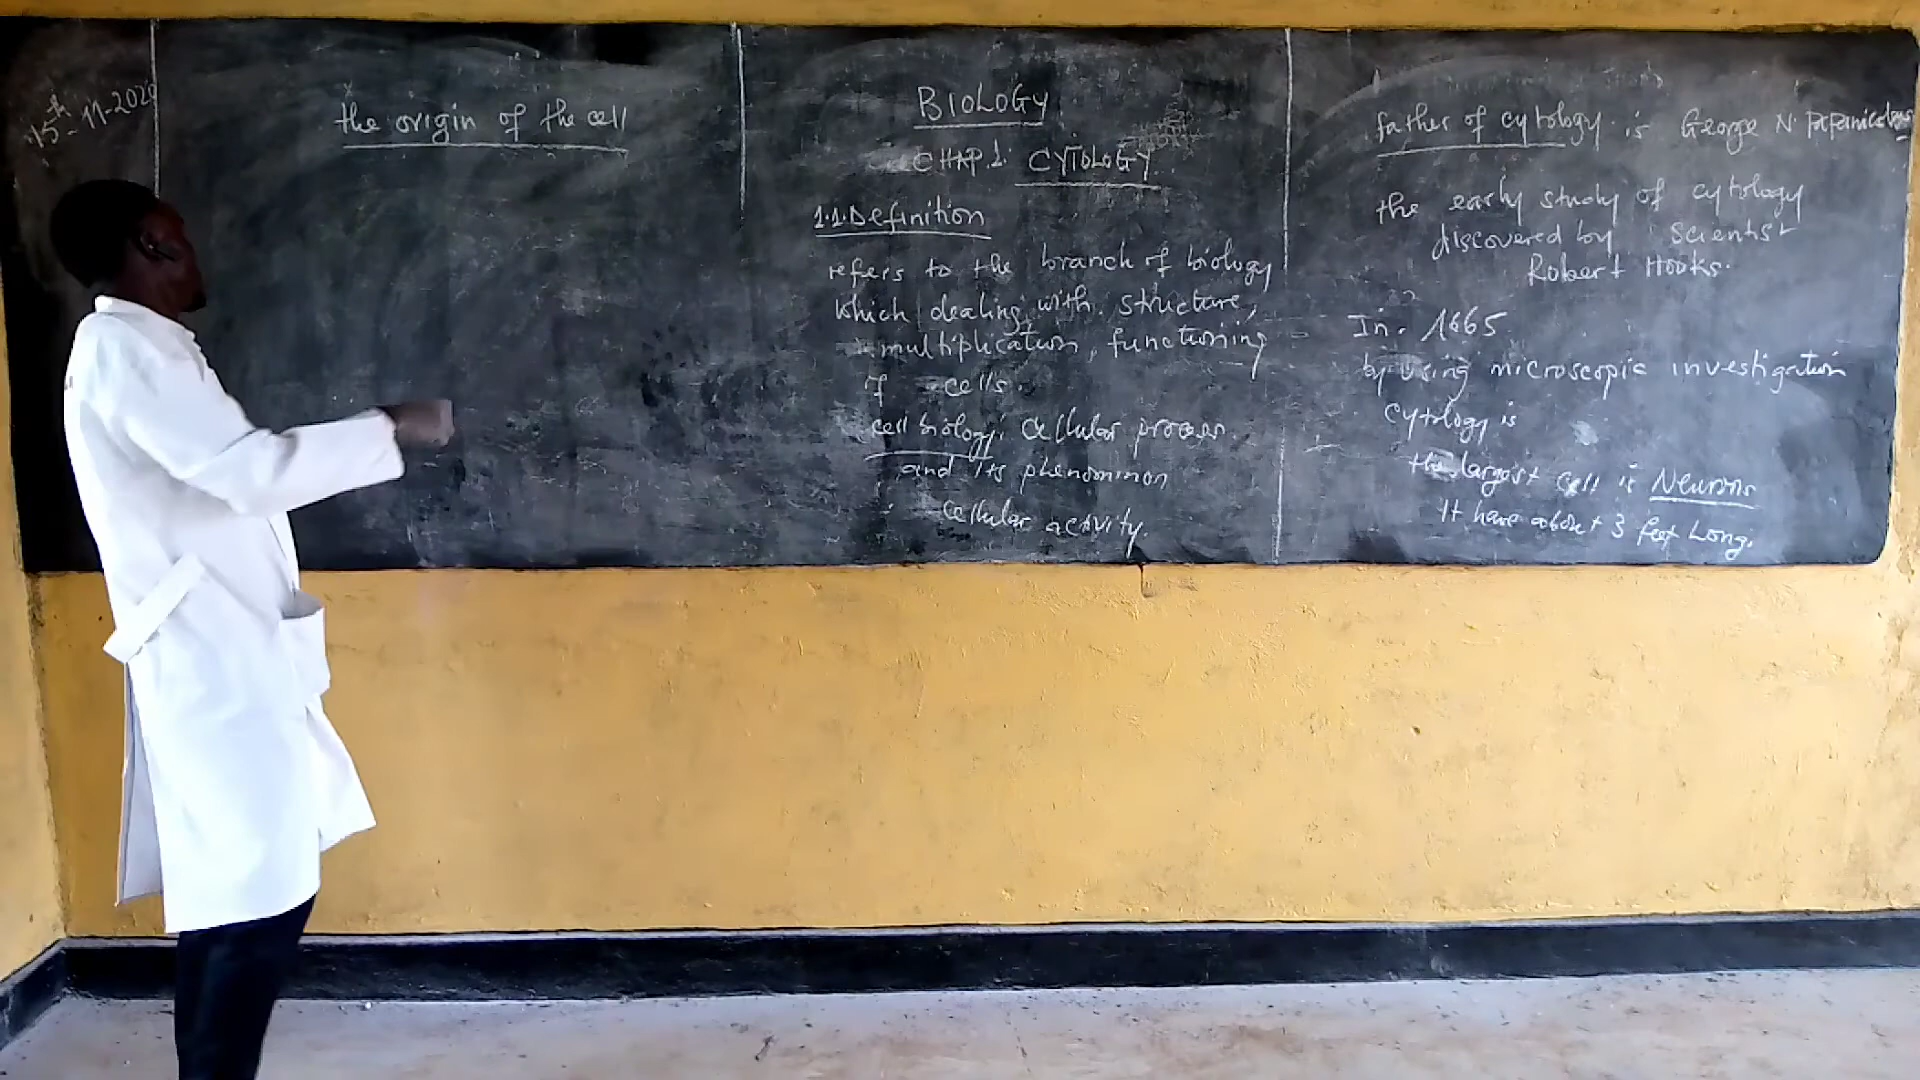 15th-11-2020
the origin of the cell
BIOLOGY
CHAP.1. CYTOLOGY
1.1.Definition
refers to the branch of biology
which dealing with structure,
multiplication, functioning
of cells.
cell biology: cellular process
and its phenominon
cellular activity.
father of cytology is George N.
the early study of cytology
discovered by Scientist
Robert Hooks.
In. 1665
by using microscopic investigation
cytology is
the largest cell is Neurons
It have about 3 feet Long.